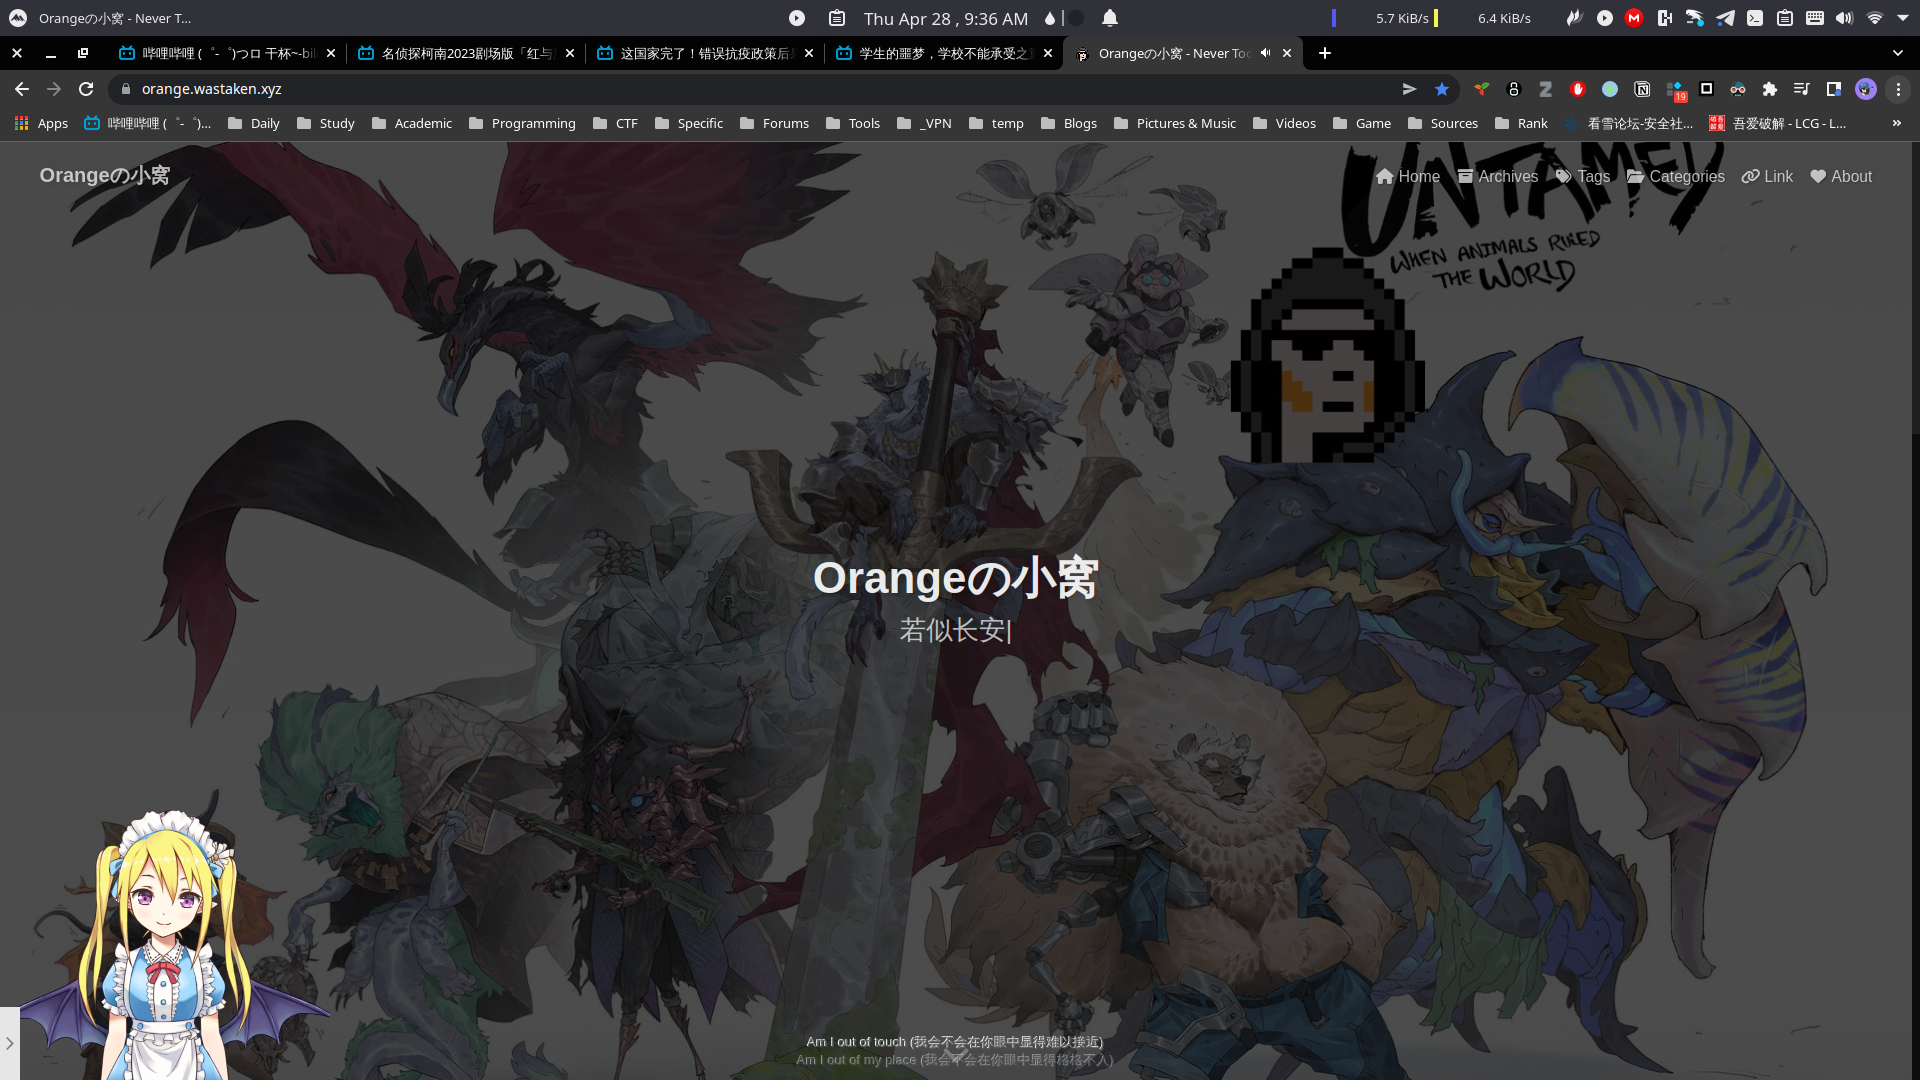 Orangeの小窝 - Never T...
Thu Apr 28 , 9:36 AM
5.7 KiB/s
6.4 KiB/s
哔哩哔哩 (゜-゜)つロ 干杯~-bil
名侦探柯南2023剧场版「红与
这国家完了！错误抗疫政策后
学生的噩梦，学校不能承受之
Orangeの小窝 - Never Too
orange.wastaken.xyz
19
Apps
哔哩哔哩 (゜-゜)...
Daily
Study
Academic
Programming
CTF
Specific
Forums
Tools
_VPN
temp
Blogs
Pictures & Music
Videos
Game
Sources
Rank
看雪论坛-安全社...
吾爱破解 - LCG - L...
Orangeの小窝
Home
Archives
Tags
Categories
Link
About
UNTAMED
WHEN ANIMALS RULED
THE WORLD
Orangeの小窝
若似长安|
Am I out of touch (我会不会在你眼中显得难以接近)
Am I out of my place (我会不会在你眼中显得格格不入)